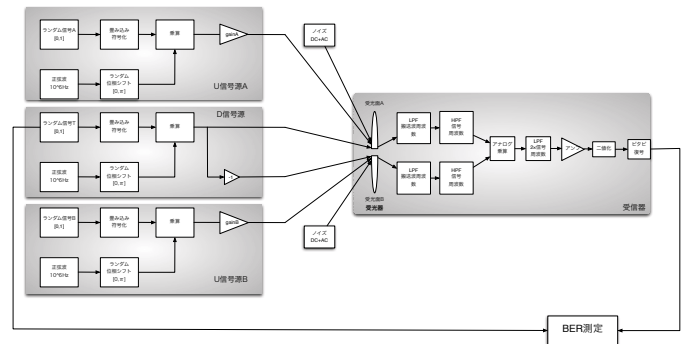 ランダム信号A
[0,1]
畳み込み
符号化
乗算
gainA
正弦波
10^6Hz
ランダム
位相シフト
[0,π]
U信号源A
ノイズ
DC+AC
D信号源
ランダム信号T
[0,1]
畳み込み
符号化
乗算
正弦波
10^6Hz
ランダム
位相シフト
[0,π]
-1
ランダム信号B
[0,1]
畳み込み
符号化
乗算
gainB
正弦波
10^6Hz
ランダム
位相シフト
[0,π]
U信号源B
ノイズ
DC+AC
受光器A
LPF
搬送波周波
数
HPF
信号
周波数
アナログ
乗算
LPF
2x信号
周波数
アンプ
二値化
ビタビ
復号
LPF
搬送波周波
数
HPF
信号
周波数
受光器B
受光器
受信器
BER測定